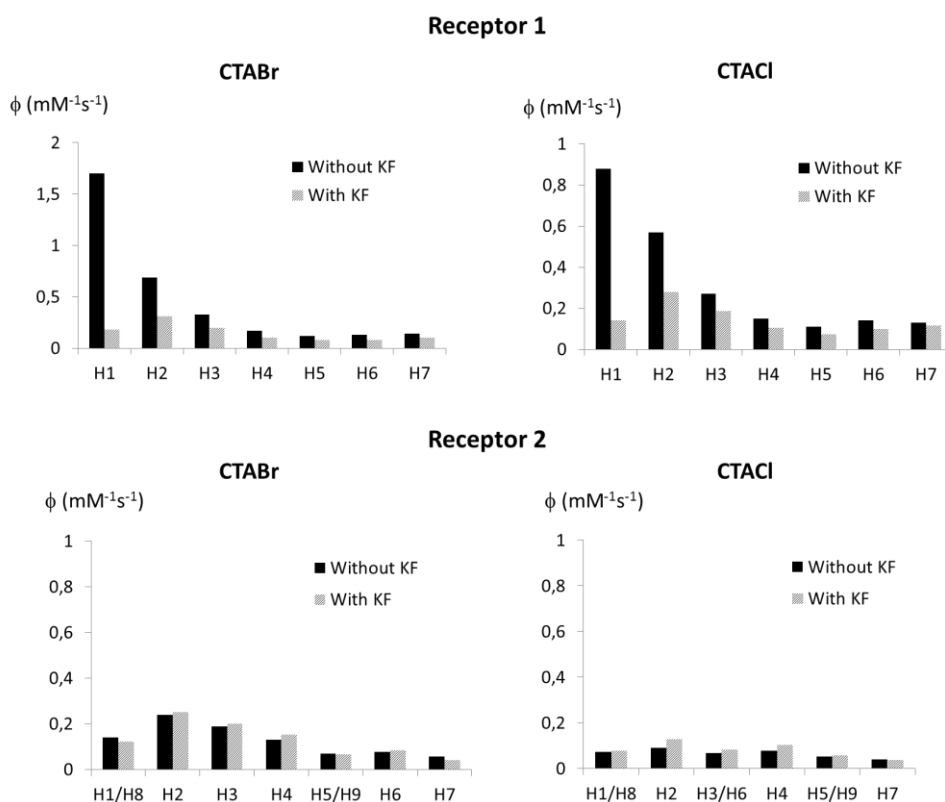 Receptor 1
CTABr
ϕ (mM⁻¹s⁻¹)
2
1,5
1
0,5
0
Without KF
With KF
H1 H2 H3 H4 H5 H6 H7
CTACl
ϕ (mM⁻¹s⁻¹)
1
0,8
0,6
0,4
0,2
0
Without KF
With KF
H1 H2 H3 H4 H5 H6 H7
Receptor 2
CTABr
ϕ (mM⁻¹s⁻¹)
1
0,8
0,6
0,4
0,2
0
Without KF
With KF
H1/H8 H2 H3 H4 H5/H9 H6 H7
CTACl
ϕ (mM⁻¹s⁻¹)
1
0,8
0,6
0,4
0,2
0
Without KF
With KF
H1/H8 H2 H3/H6 H4 H5/H9 H7